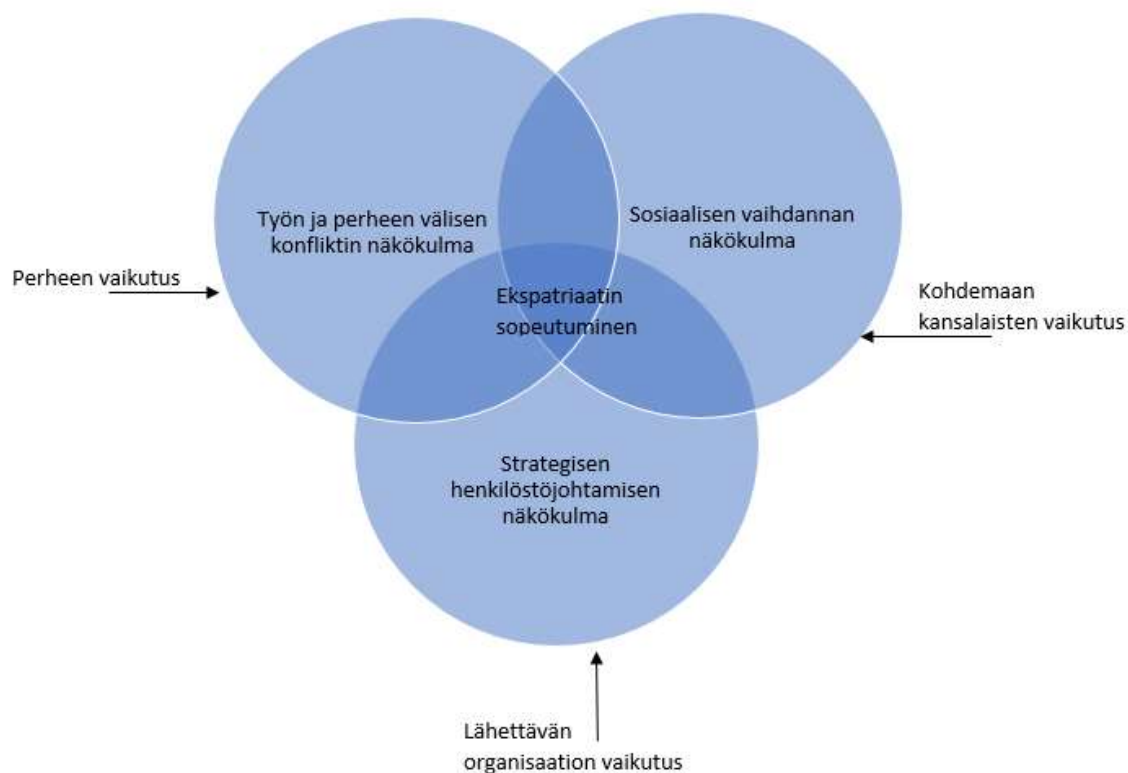 Työn ja perheen välisen
konfliktin näkökulma
Sosiaalisen vaihdannan
näkökulma
Perheen vaikutus
Ekspatriaatin
sopeutuminen
Kohdemaan
kansalaisten vaikutus
Strategisen
henkilöstöjohtamisen
näkökulma
Lähettävän
organisaation vaikutus